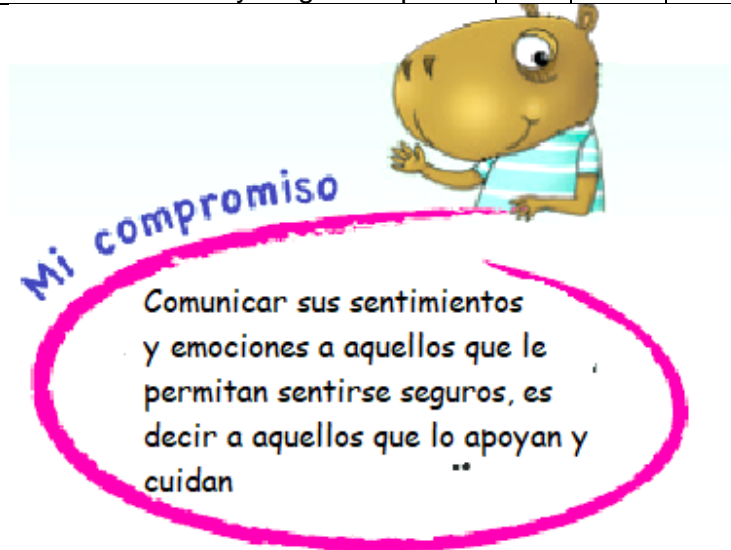 Mi compromiso
Comunicar sus sentimientos
y emociones a aquellos que le
permitan sentirse seguros, es
decir a aquellos que lo apoyan y
cuidan